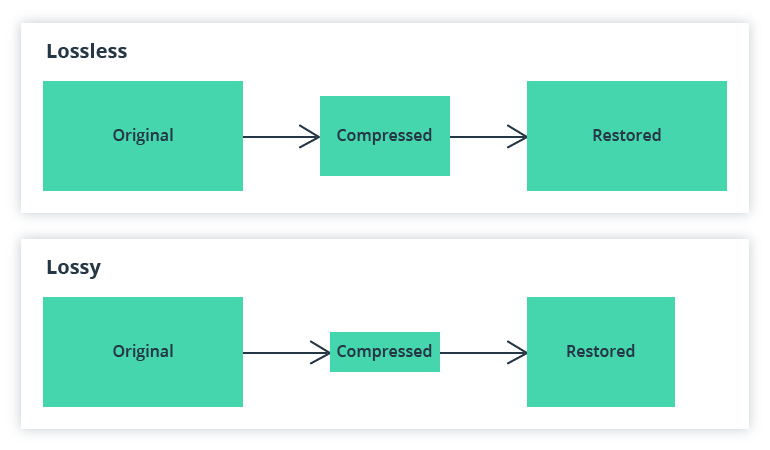 Lossless
Original
Compressed
Restored
Lossy
Original
Compressed
Restored